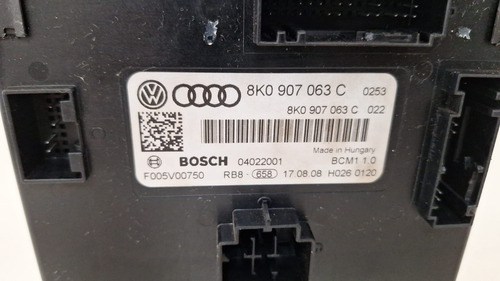 8K0 907 063 C 0253
8K0 907 063 C 022
Made in Hungary
BOSCH 04022001 BCM1 1.0
F005V00750 RB8 - 658 17.08.08 H026 0120